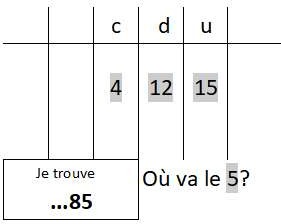 c d u
4 12 15
Je trouve
...85
Où va le 5?